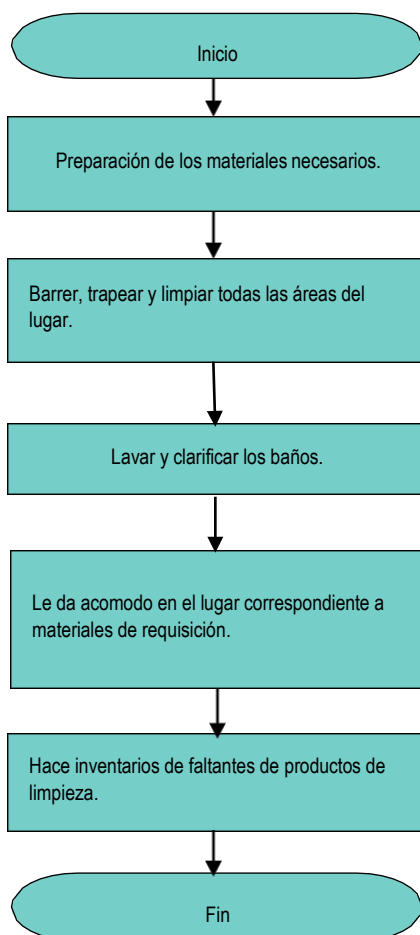 Inicio
Preparación de los materiales necesarios.
Barrer, trapear y limpiar todas las áreas del
lugar.
Lavar y clarificar los baños.
Le da acomodo en el lugar correspondiente a
materiales de requisición.
Hace inventarios de faltantes de productos de
limpieza.
Fin